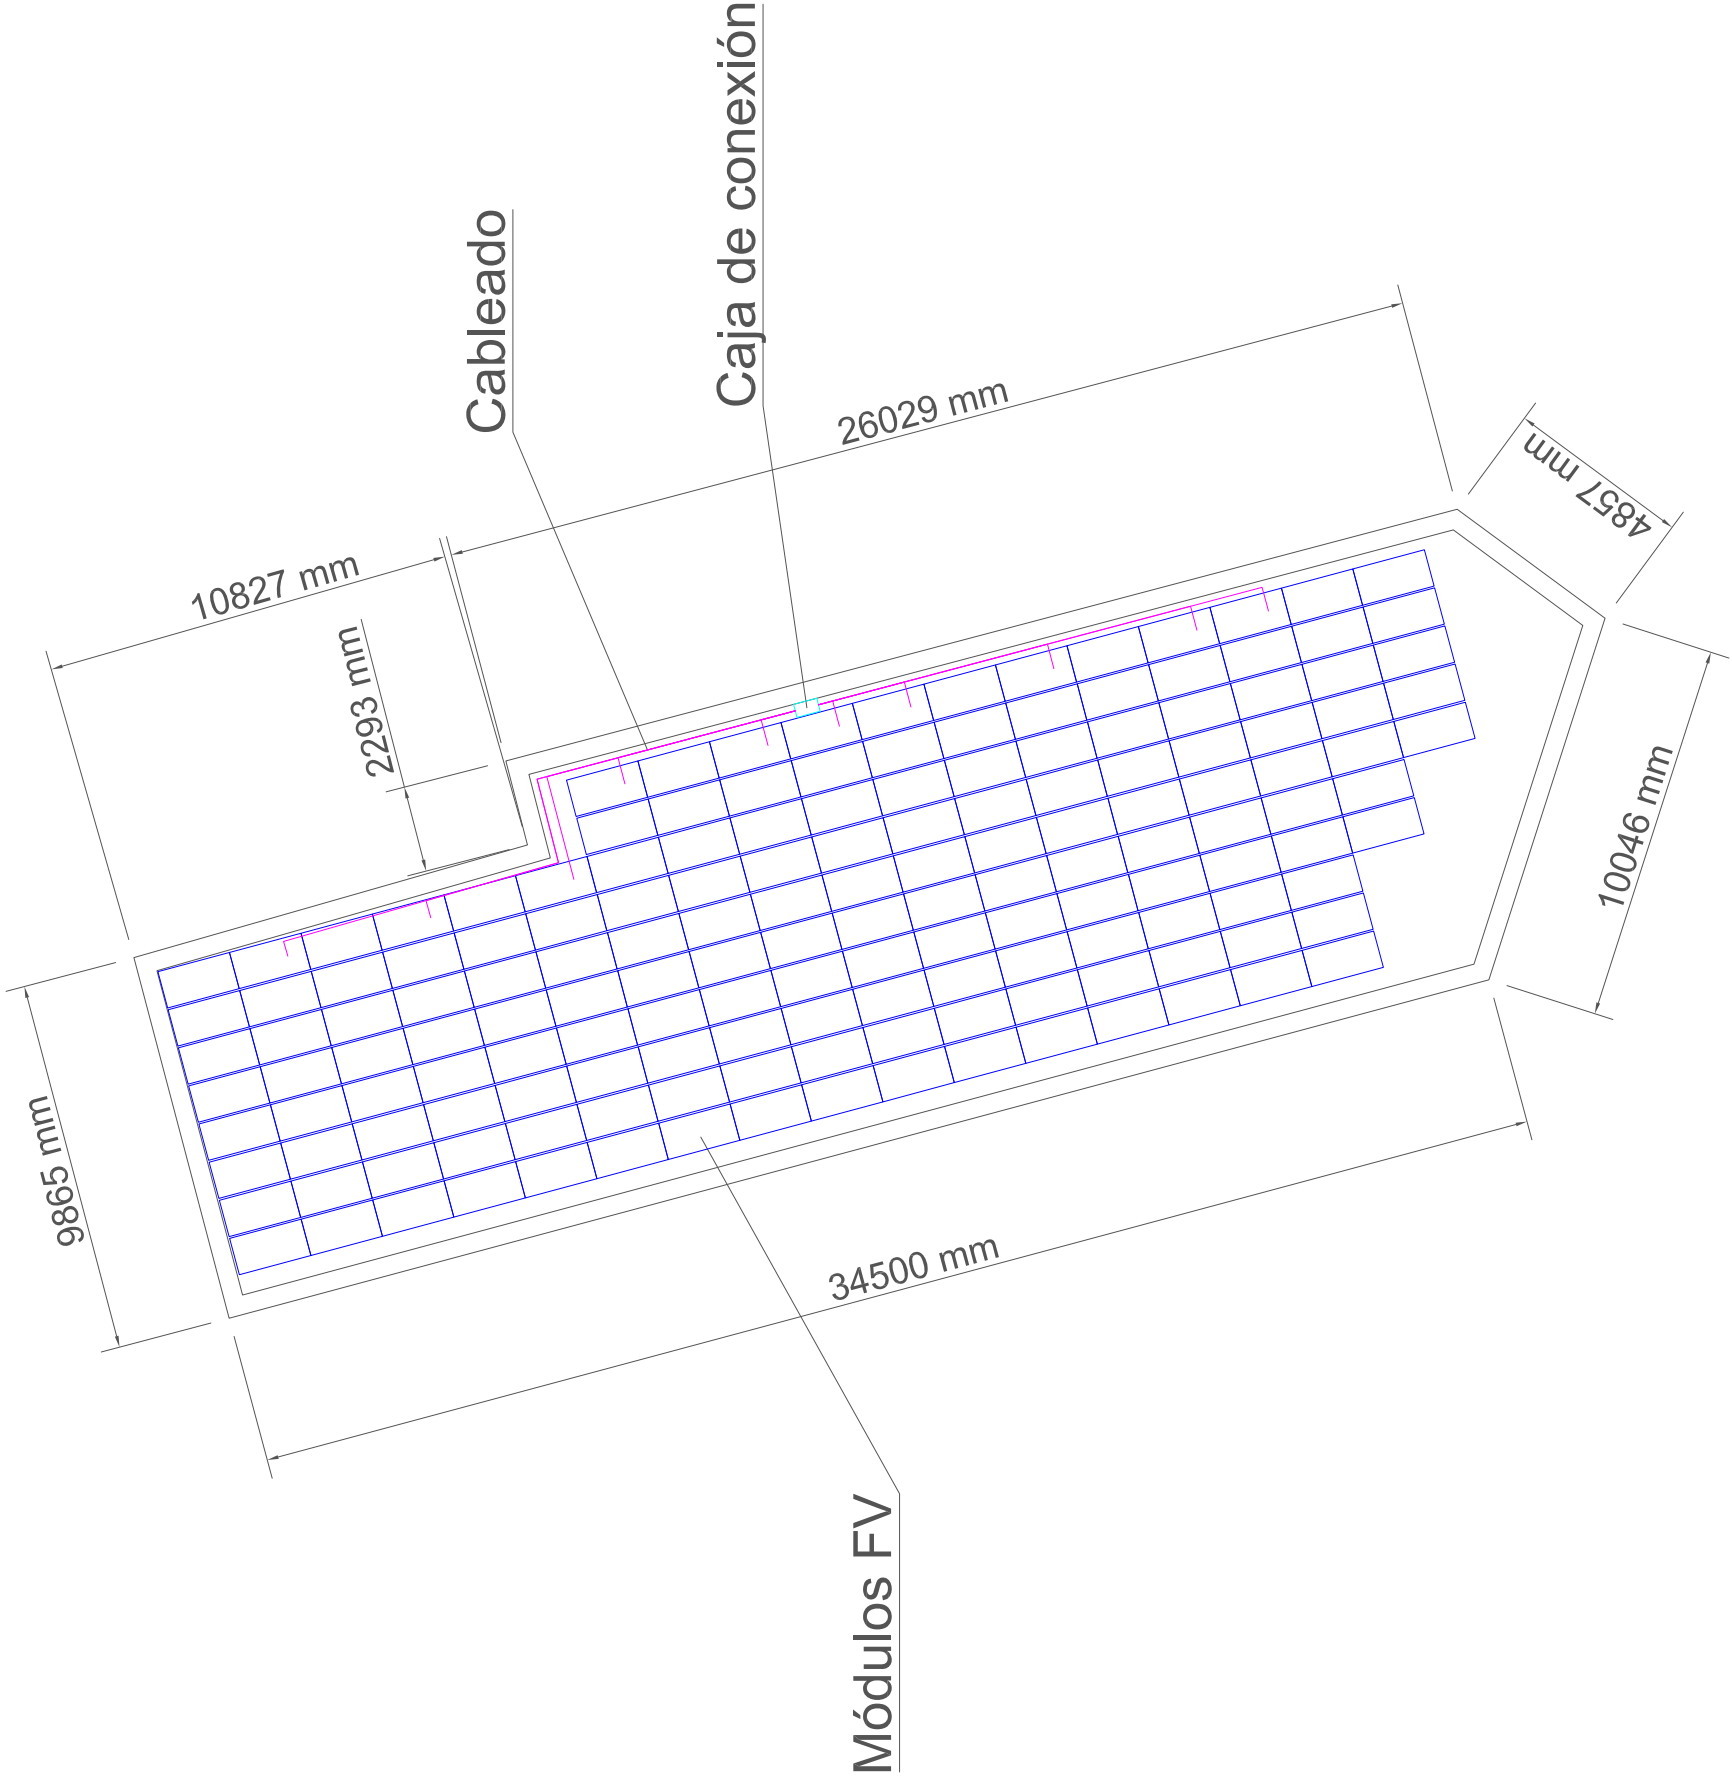 Caja de conexión
Cableado
26029 mm
4857 mm
10827 mm
2293 mm
10046 mm
9865 mm
34500 mm
Módulos FV